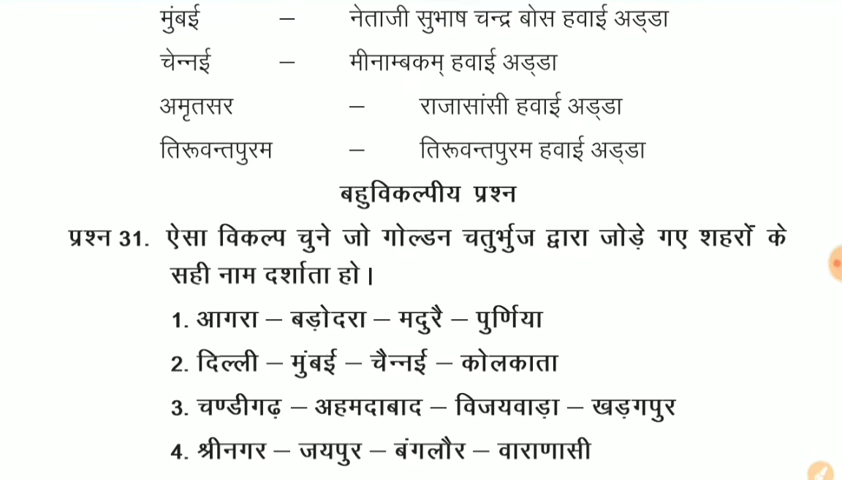 मुंबई – नेताजी सुभाष चन्द्र बोस हवाई अड्डा
चेन्नई – मीनाम्बकम् हवाई अड्डा
अमृतसर – राजासांसी हवाई अड्डा
तिरूवन्तपुरम – तिरूवन्तपुरम हवाई अड्डा
बहुविकल्पीय प्रश्न
प्रश्न 31. ऐसा विकल्प चुने जो गोल्डन चतुर्भुज द्वारा जोड़े गए शहरों के
सही नाम दर्शाता हो।
1. आगरा – बड़ोदरा – मदुरै – पुर्णिया
2. दिल्ली – मुंबई – चैन्नई – कोलकाता
3. चण्डीगढ़ – अहमदाबाद – विजयवाड़ा – खड़गपुर
4. श्रीनगर – जयपुर – बंगलौर – वाराणसी